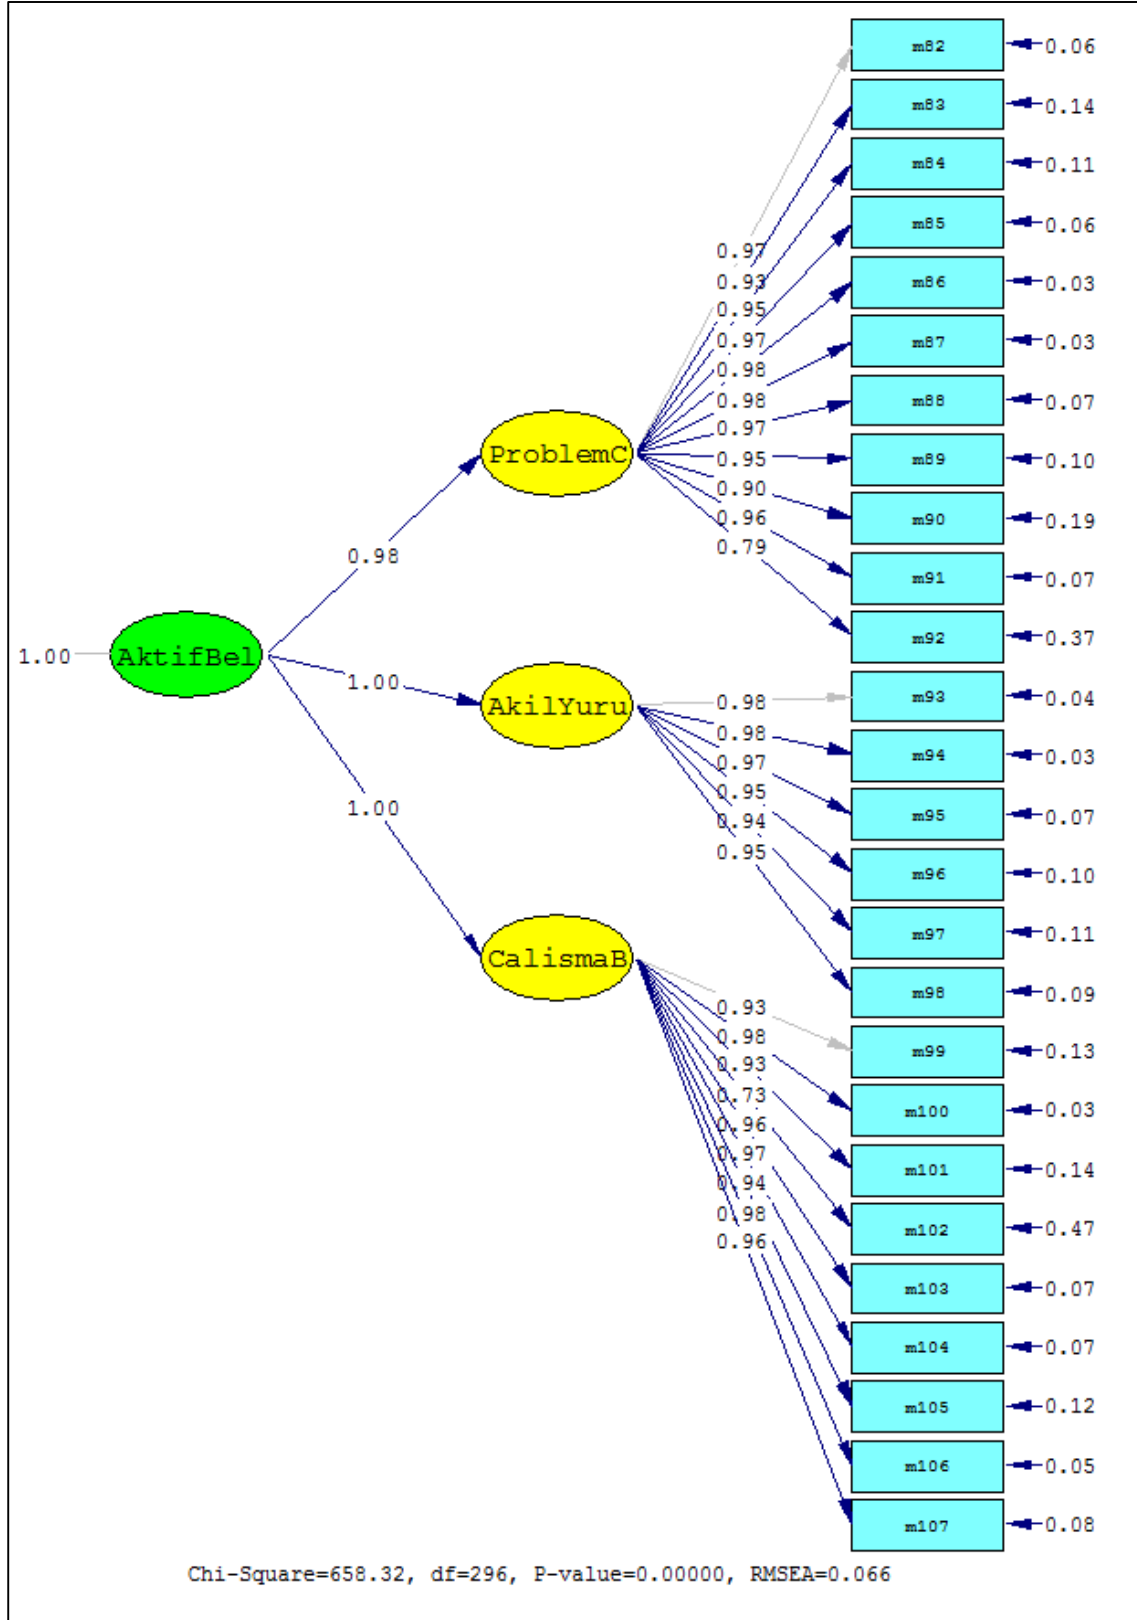 m82 0.06
m83 0.14
m84 0.11
m85 0.06
0.97
0.93
m86 0.03
0.95
0.97
m87 0.03
0.98
0.98
m88 0.07
0.97
ProblemC
0.95
m89 0.10
0.90
0.96
m90 0.19
0.79
0.98
m91 0.07
m92 0.37
1.00 AktifBel
1.00
AkilYuru
0.98
m93 0.04
0.98
0.97
m94 0.03
0.95
1.00
0.94
m95 0.07
0.95
m96 0.10
m97 0.11
CalismaB
m98 0.09
0.93
0.98
m99 0.13
0.93
0.73
m100 0.03
0.96
0.97
m101 0.14
0.94
0.98
m102 0.47
0.96
m103 0.07
m104 0.07
m105 0.12
m106 0.05
m107 0.08
Chi-Square=658.32, df=296, P-value=0.00000, RMSEA=0.066